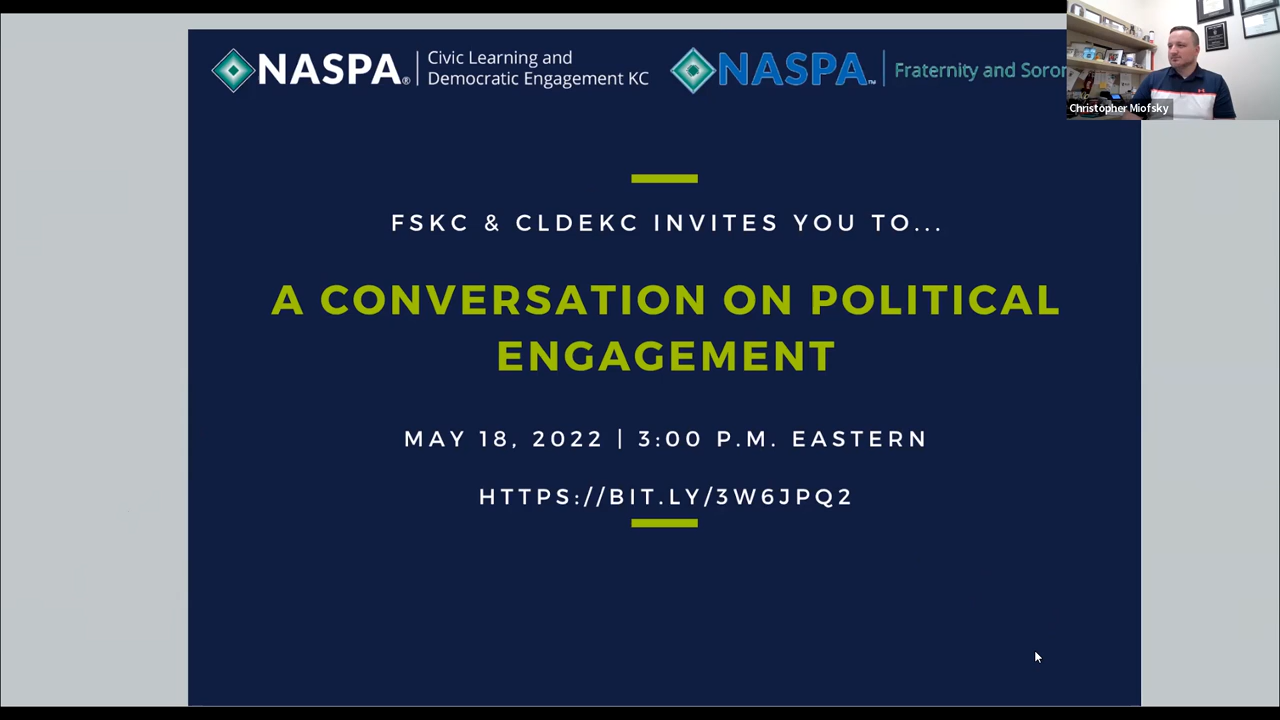 NASPA® | Civic Learning and
Democratic Engagement KC
NASPA™ | Fraternity and Soror
Christopher Miofsky
FSKC & CLDEKC INVITES YOU TO...
A CONVERSATION ON POLITICAL
ENGAGEMENT
MAY 18, 2022 | 3:00 P.M. EASTERN
HTTPS://BIT.LY/3W6JPQ2